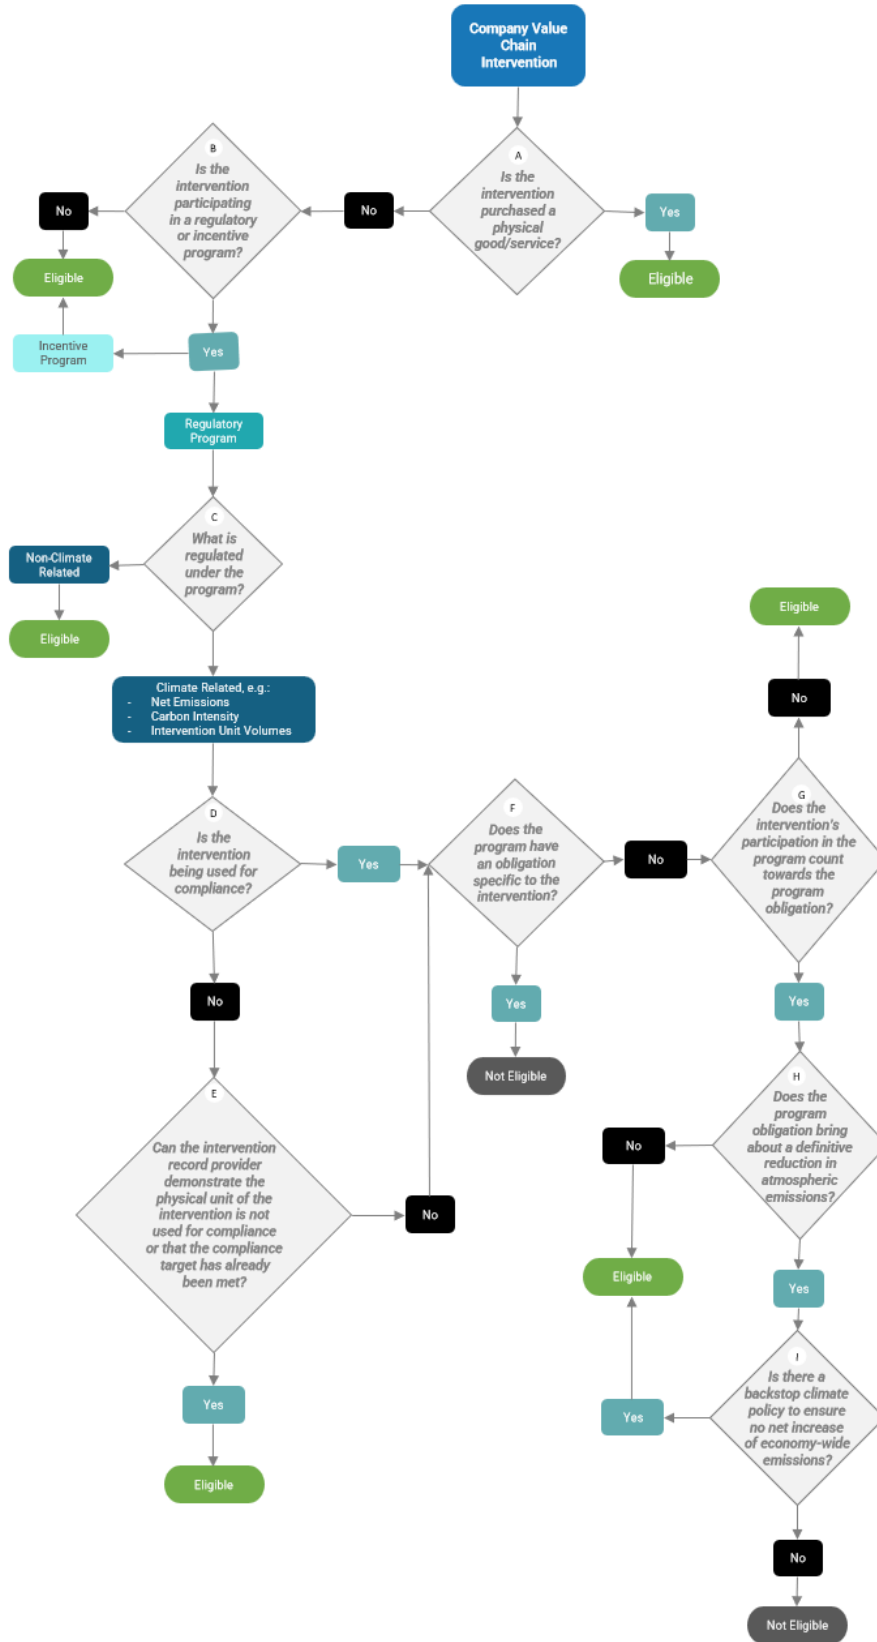 Company Value
Chain
Intervention
A
Is the
intervention
purchased a
physical
good/service?
Yes
Eligible
No
B
Is the
intervention
participating
in a regulatory
or incentive
program?
No
Eligible
Incentive
Program
Yes
Regulatory
Program
C
What is
regulated
under the
program?
Non-Climate
Related
Eligible
Climate Related, e.g.:
- Net Emissions
- Carbon Intensity
- Intervention Unit Volumes
D
Is the
intervention
being used for
compliance?
Yes
No
E
Can the intervention
record provider
demonstrate the
physical unit of the
intervention is not
used for compliance
or that the compliance
target has already
been met?
No
Yes
Eligible
F
Does the
program have
an obligation
specific to the
intervention?
Yes
Not Eligible
No
G
Does the
intervention's
participation in the
program count
towards the
program
obligation?
No
Eligible
Yes
H
Does the
program
obligation bring
about a definitive
reduction in
atmospheric
emissions?
No
Eligible
Yes
I
Is there a
backstop climate
policy to ensure
no net increase
of economy-wide
emissions?
Yes
No
Not Eligible